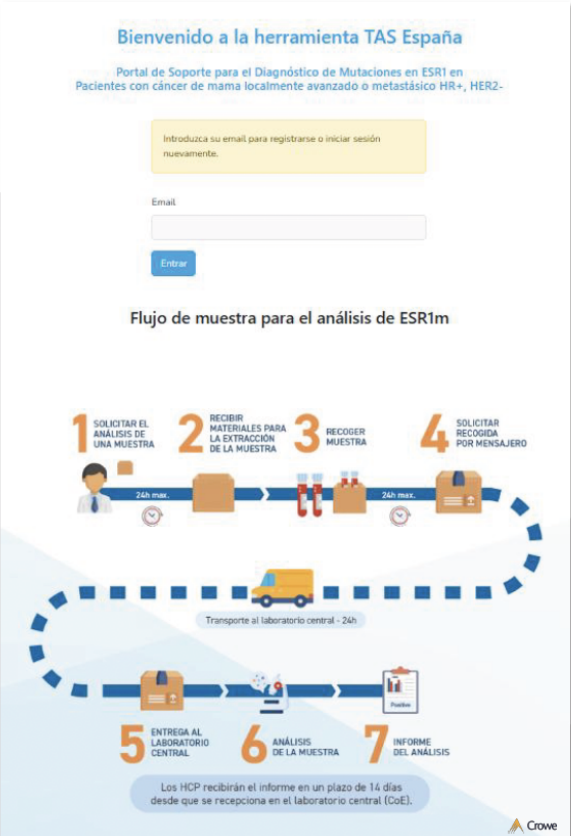 Bienvenido a la herramienta TAS España
Portal de Soporte para el Diagnóstico de Mutaciones en ESR1 en
Pacientes con cáncer de mama localmente avanzado o metastásico HR+, HER2-
Introduzca su email para registrarse o iniciar sesión
nuevamente.
Email
Entrar
Flujo de muestra para el análisis de ESR1m
1 SOLICITAR EL
ANÁLISIS DE
UNA MUESTRA
2 RECIBIR
MATERIALES PARA
LA EXTRACCIÓN
DE LA MUESTRA
3 RECOGER
MUESTRA
4 SOLICITAR
RECOGIDA
POR MENSAJERO
24h max.
24h max.
Transporte al laboratorio central - 24h
Positivo
5 ENTREGA AL
LABORATORIO
CENTRAL
6 ANÁLISIS
DE LA MUESTRA
7 INFORME
DEL ANÁLISIS
Los HCP recibirán el informe en un plazo de 14 días
desde que se recepciona en el laboratorio central (CoE).
Crowe